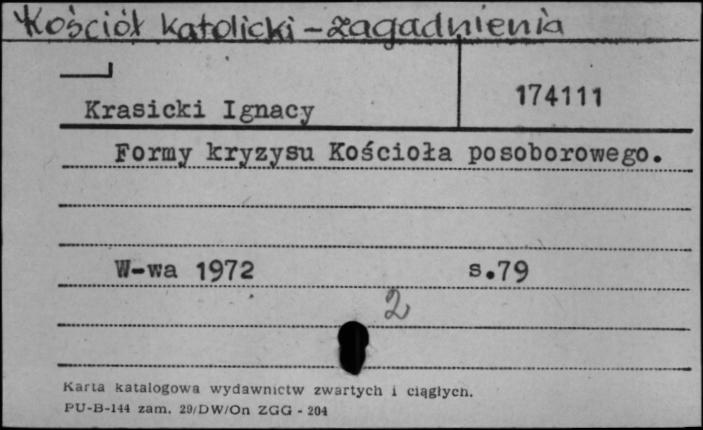 Kościół katolicki – zagadnienia
174111
Krasicki Ignacy
Formy kryzysu Kościoła posoborowego.
W-wa 1972 s.79
2
Karta katalogowa wydawnictw zwartych i ciągłych.
PU-B-144 zam. 29/DW/On ZGG - 204